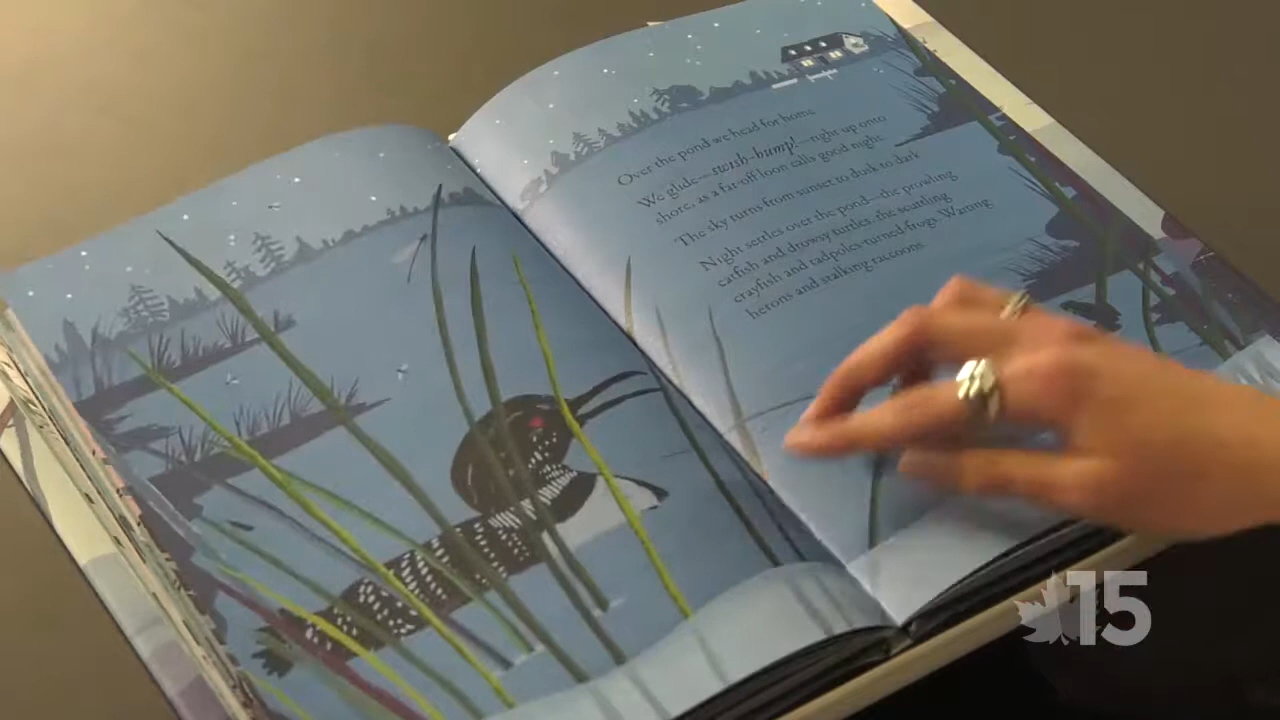 Over the pond we head for home.
We glide—swish-bump!—right up onto
shore, as a far-off loon calls good night.
The sky turns from sunset to dusk to dark.
Night settles over the pond—the prowling
catfish and drowsy turtles, the scuttling
crayfish and tadpoles-turned-frogs. Waiting
herons and stalking raccoons.
15